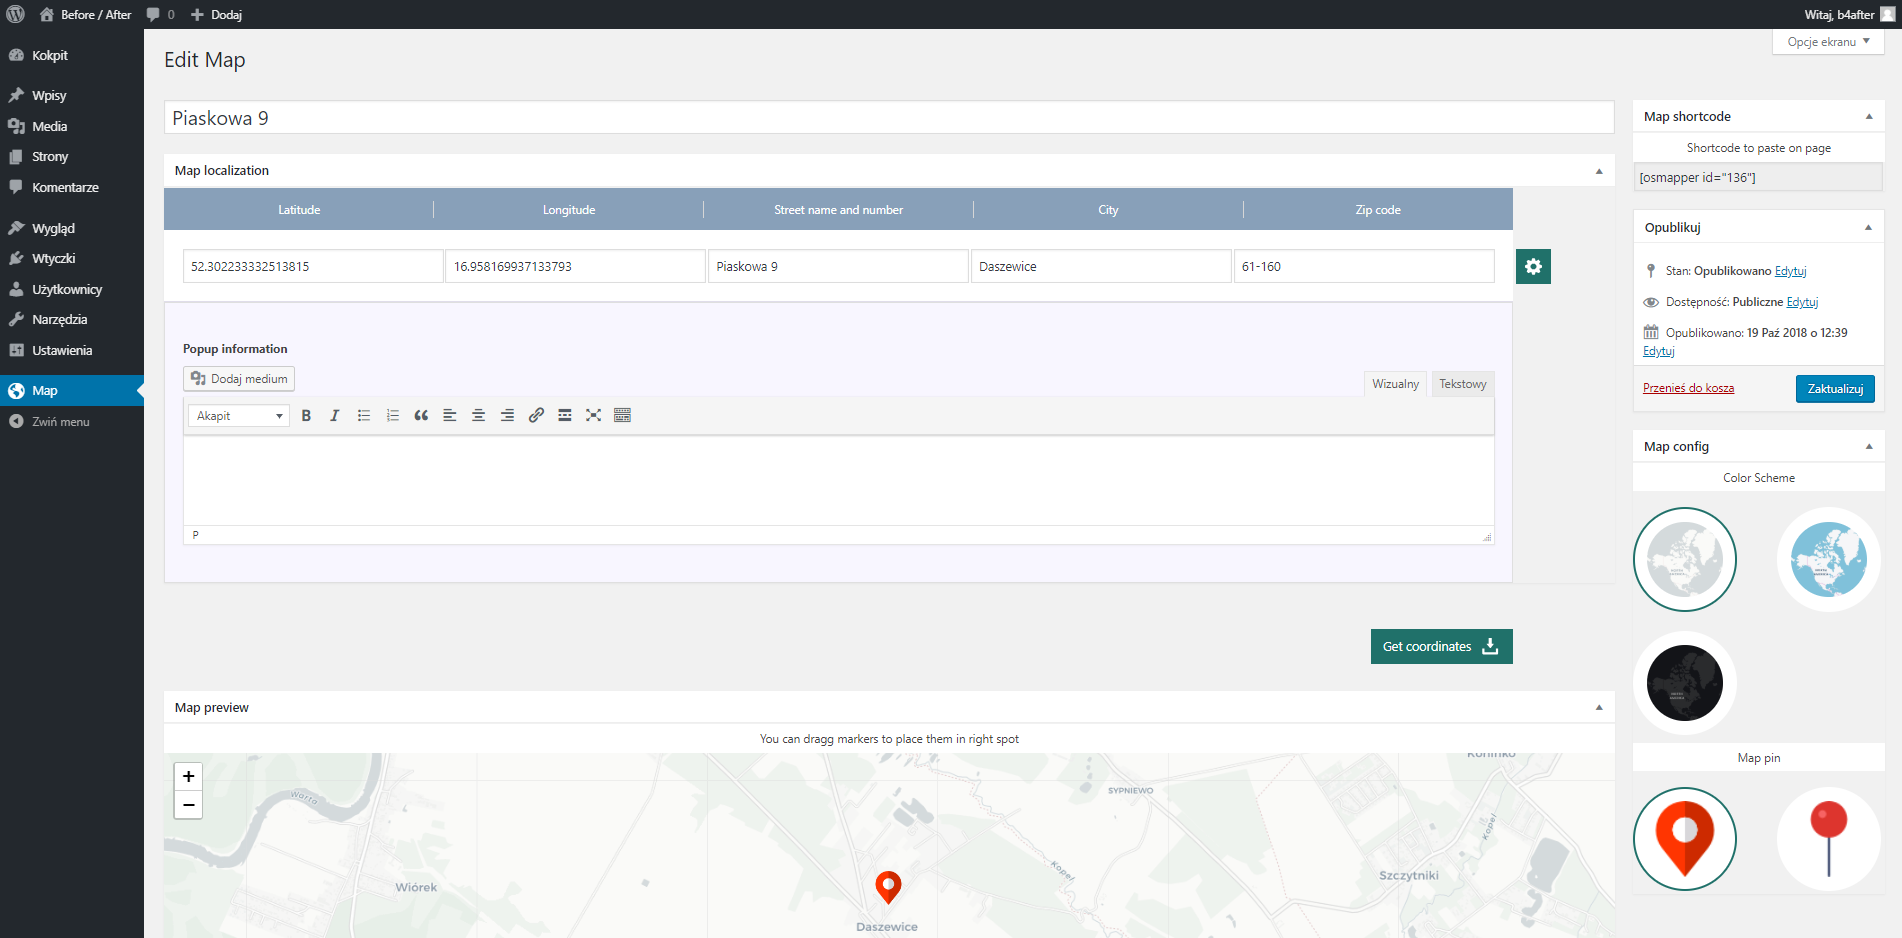 Before / After
0
Dodaj
Witaj, b4after
Kokpit
Wpisy
Media
Strony
Komentarze
Wygląd
Wtyczki
Użytkownicy
Narzędzia
Ustawienia
Map
Zwiń menu
Opcje ekranu
Edit Map
Piaskowa 9
Map localization
Latitude
Longitude
Street name and number
City
Zip code
52.302233332513815
16.958169937133793
Piaskowa 9
Daszewice
61-160
Popup information
Dodaj medium
Wizualny
Tekstowy
Akapit
B
I
P
Get coordinates
Map preview
You can dragg markers to place them in right spot
+
−
Warta
Wiórek
Daszewice
SYPNIEWO
Kopel
Kopel
Szczytniki
Map shortcode
Shortcode to paste on page
[osmapper id="136"]
Opublikuj
Stan: Opublikowano Edytuj
Dostępność: Publiczne Edytuj
Opublikowano: 19 Paź 2018 o 12:39
Edytuj
Przenieś do kosza
Zaktualizuj
Map config
Color Scheme
Map pin